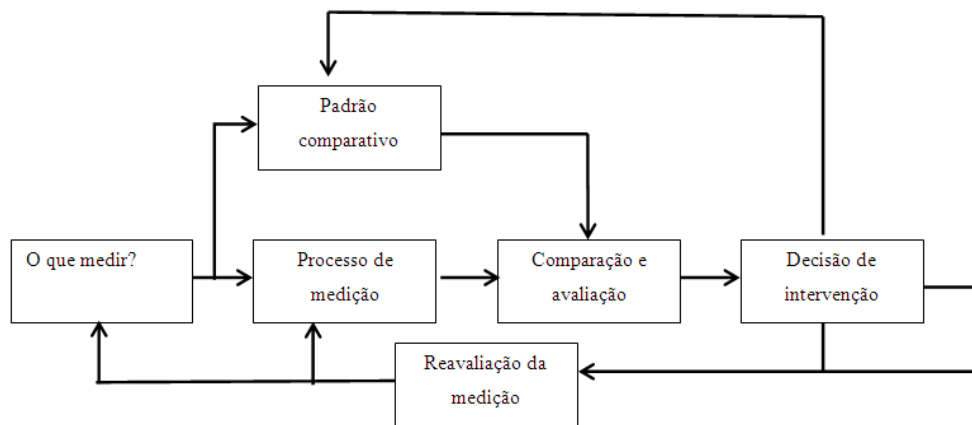 Padrão
comparativo
O que medir?
Processo de
medição
Comparação e
avaliação
Decisão de
intervenção
Reavaliação da
medição